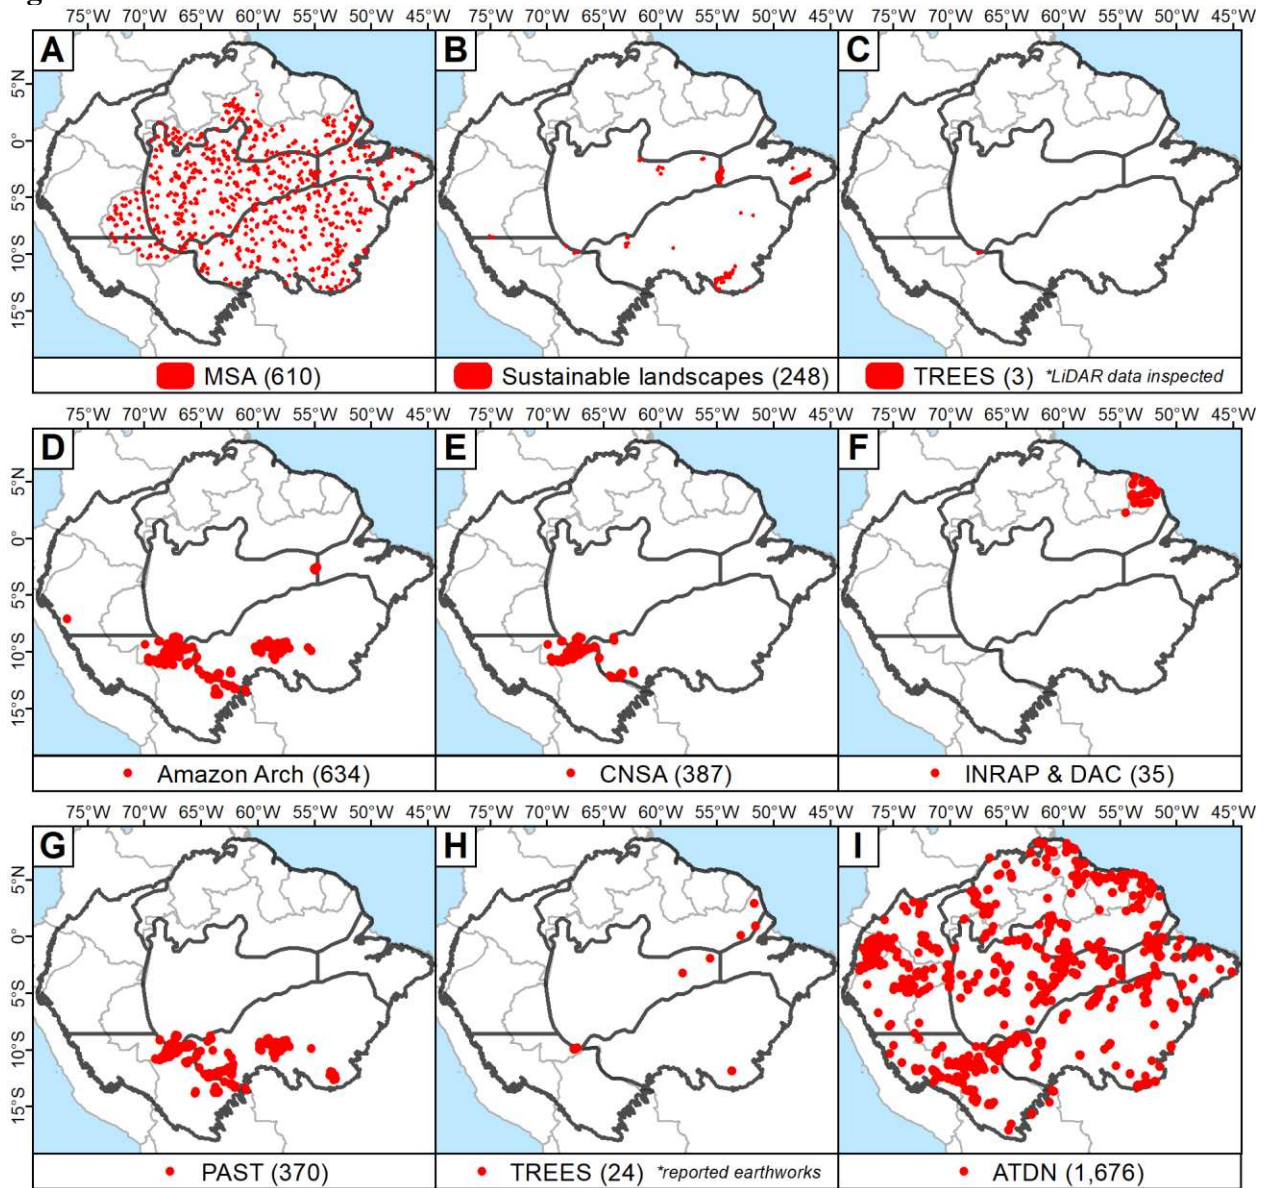 75°W 70°W 65°W 60°W 55°W 50°W 45°W 75°W 70°W 65°W 60°W 55°W 50°W 45°W 75°W 70°W 65°W 60°W 55°W 50°W 45°W
A B C
5°N
0°
5°S
10°S
15°S
MSA (610) Sustainable landscapes (248) TREES (3) *LiDAR data inspected
75°W 70°W 65°W 60°W 55°W 50°W 45°W 75°W 70°W 65°W 60°W 55°W 50°W 45°W 75°W 70°W 65°W 60°W 55°W 50°W 45°W
D E F
5°N
0°
5°S
10°S
15°S
Amazon Arch (634) CNSA (387) INRAP & DAC (35)
75°W 70°W 65°W 60°W 55°W 50°W 45°W 75°W 70°W 65°W 60°W 55°W 50°W 45°W 75°W 70°W 65°W 60°W 55°W 50°W 45°W
G H I
5°N
0°
5°S
10°S
15°S
PAST (370) TREES (24) *reported earthworks ATDN (1,676)